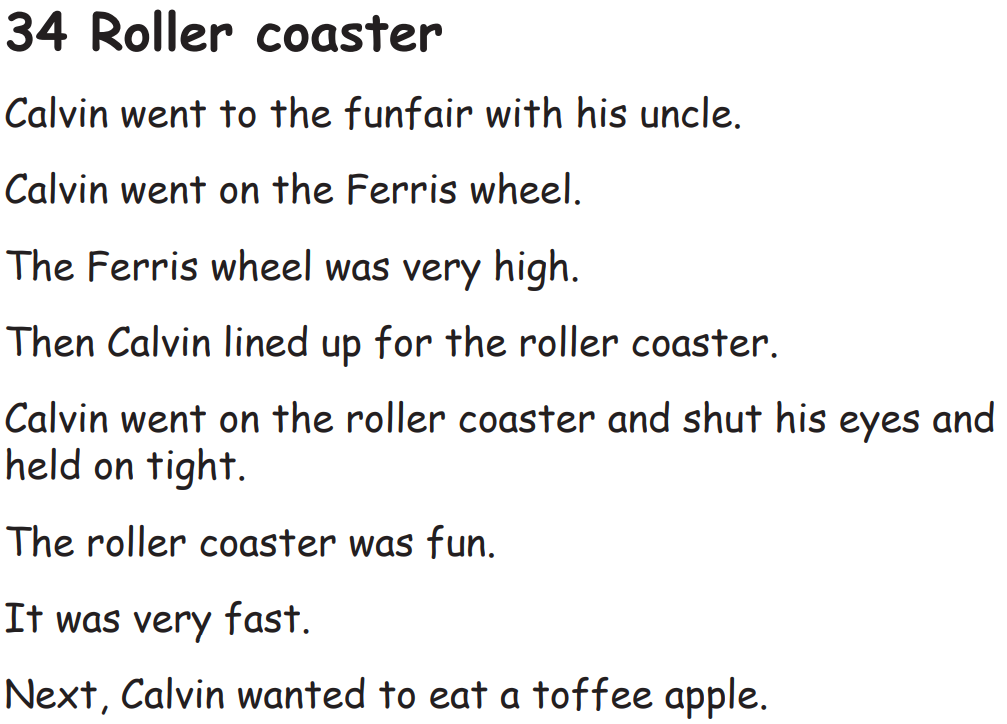 34 Roller coaster
Calvin went to the funfair with his uncle.
Calvin went on the Ferris wheel.
The Ferris wheel was very high.
Then Calvin lined up for the roller coaster.
Calvin went on the roller coaster and shut his eyes and
held on tight.
The roller coaster was fun.
It was very fast.
Next, Calvin wanted to eat a toffee apple.